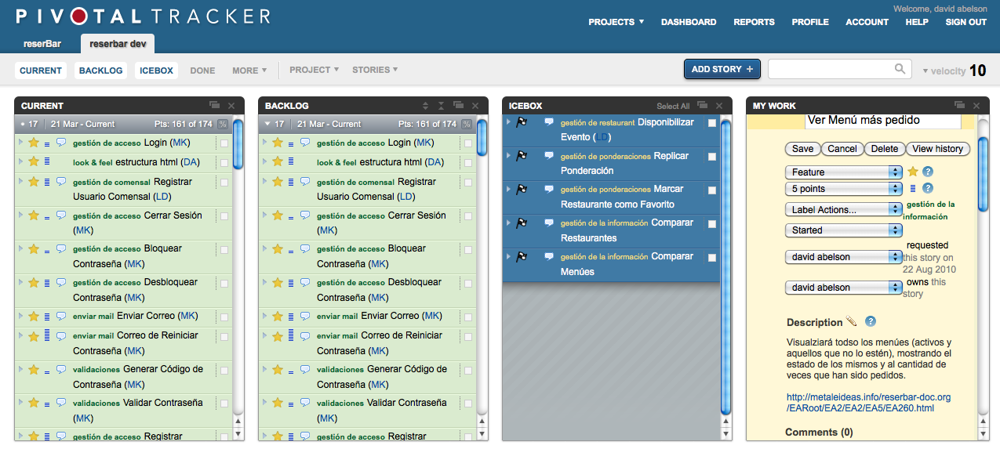 PIVOTAL TRACKER
Welcome, david abelson
PROJECTS DASHBOARD REPORTS PROFILE ACCOUNT HELP SIGN OUT
reserBar reserbar dev
CURRENT BACKLOG ICEBOX DONE MORE PROJECT STORIES ADD STORY + velocity 10
CURRENT
17 21 Mar - Current Pts: 161 of 174 %
gestión de acceso Login (MK)
look & feel estructura html (DA)
gestión de comensal Registrar
Usuario Comensal (LD)
gestión de acceso Cerrar Sesión
(MK)
gestión de acceso Bloquear
Contraseña (MK)
gestión de acceso Desbloquear
Contraseña (MK)
enviar mail Enviar Correo (MK)
enviar mail Correo de Reiniciar
Contraseña (MK)
validaciones Generar Código de
Contraseña (MK)
validaciones Validar Contraseña
(MK)
gestión de acceso Registrar
BACKLOG
17 21 Mar - Current Pts: 161 of 174 %
gestión de acceso Login (MK)
look & feel estructura html (DA)
gestión de comensal Registrar
Usuario Comensal (LD)
gestión de acceso Cerrar Sesión
(MK)
gestión de acceso Bloquear
Contraseña (MK)
gestión de acceso Desbloquear
Contraseña (MK)
enviar mail Enviar Correo (MK)
enviar mail Correo de Reiniciar
Contraseña (MK)
validaciones Generar Código de
Contraseña (MK)
validaciones Validar Contraseña
(MK)
gestión de acceso Registrar
ICEBOX Select All
gestión de restaurant Disponibilizar
Evento (LD)
gestión de ponderaciones Replicar
Ponderación
gestión de ponderaciones Marcar
Restaurante como Favorito
gestión de la información Comparar
Restaurantes
gestión de la información Comparar
Menúes
MY WORK
Ver Menú más pedido
Save Cancel Delete View history
Feature ?
5 points ?
Label Actions... gestión de la
información
Started
david abelson requested
this story on
22 Aug 2010
david abelson owns this
story
Description ?
Visualziará todso los menúes (activos y
aquellos que no lo estén), mostrando el
estado de los mismos y al cantidad de
veces que han sido pedidos.
http://metaleideas.info/reserbar-doc.org
/EARoot/EA2/EA2/EA5/EA260.html
Comments (0)